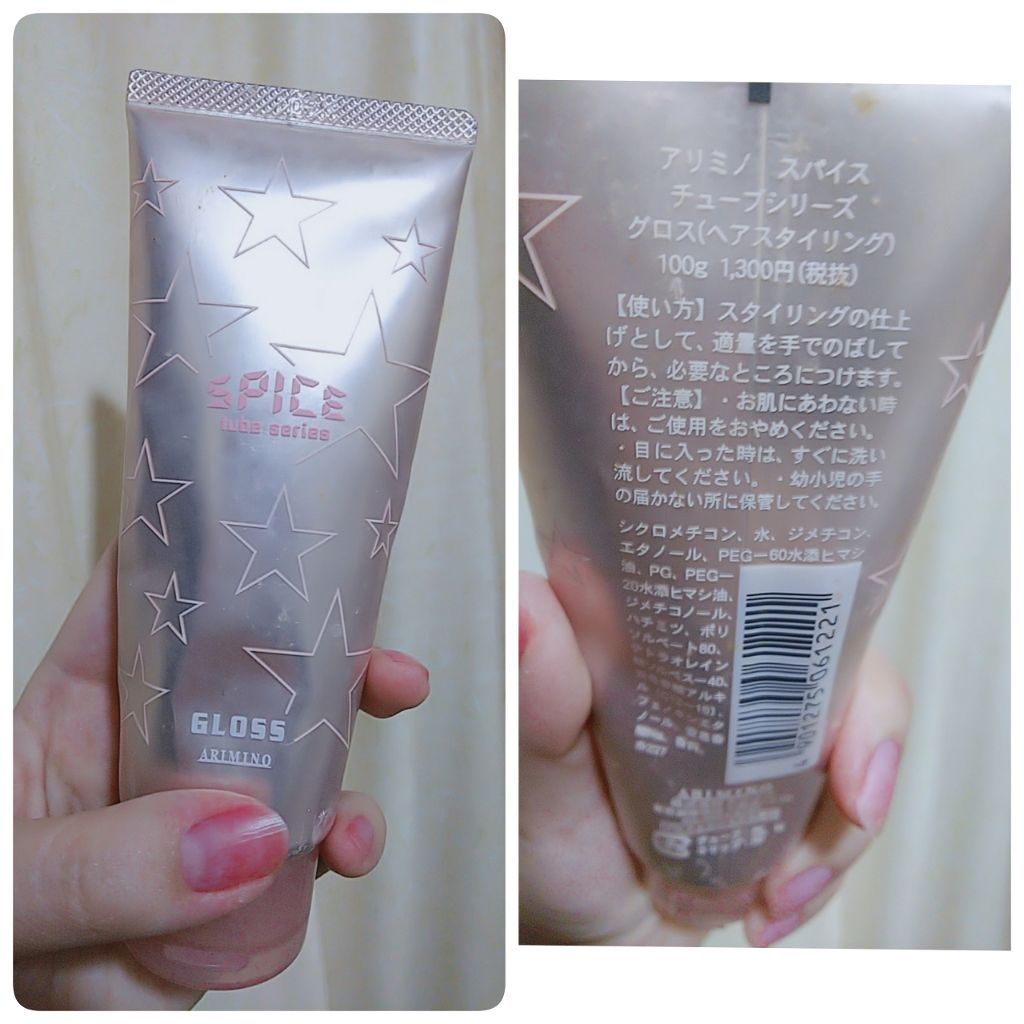 SPICE
tube series
GLOSS
ARIMINO
アリミノ スパイス
チューブシリーズ
グロス(ヘアスタイリング)
100g 1,300円(税抜)
【使い方】スタイリングの仕上
げとして、適量を手でのばして
から、必要なところにつけます。
【ご注意】・お肌にあわない時
は、ご使用をおやめください。
・目に入った時は、すぐに洗い
流してください。・幼小児の手
の届かない所に保管してください。
シクロメチコン、水、ジメチコン、
エタノール、PEG-60水添ヒマシ
油、PG、PEG-
20水添ヒマシ油、
ジメチコノール、
ハチミツ、ポリ
ソルベート80、
テトラオレイン
4901275061221
ARIMINO